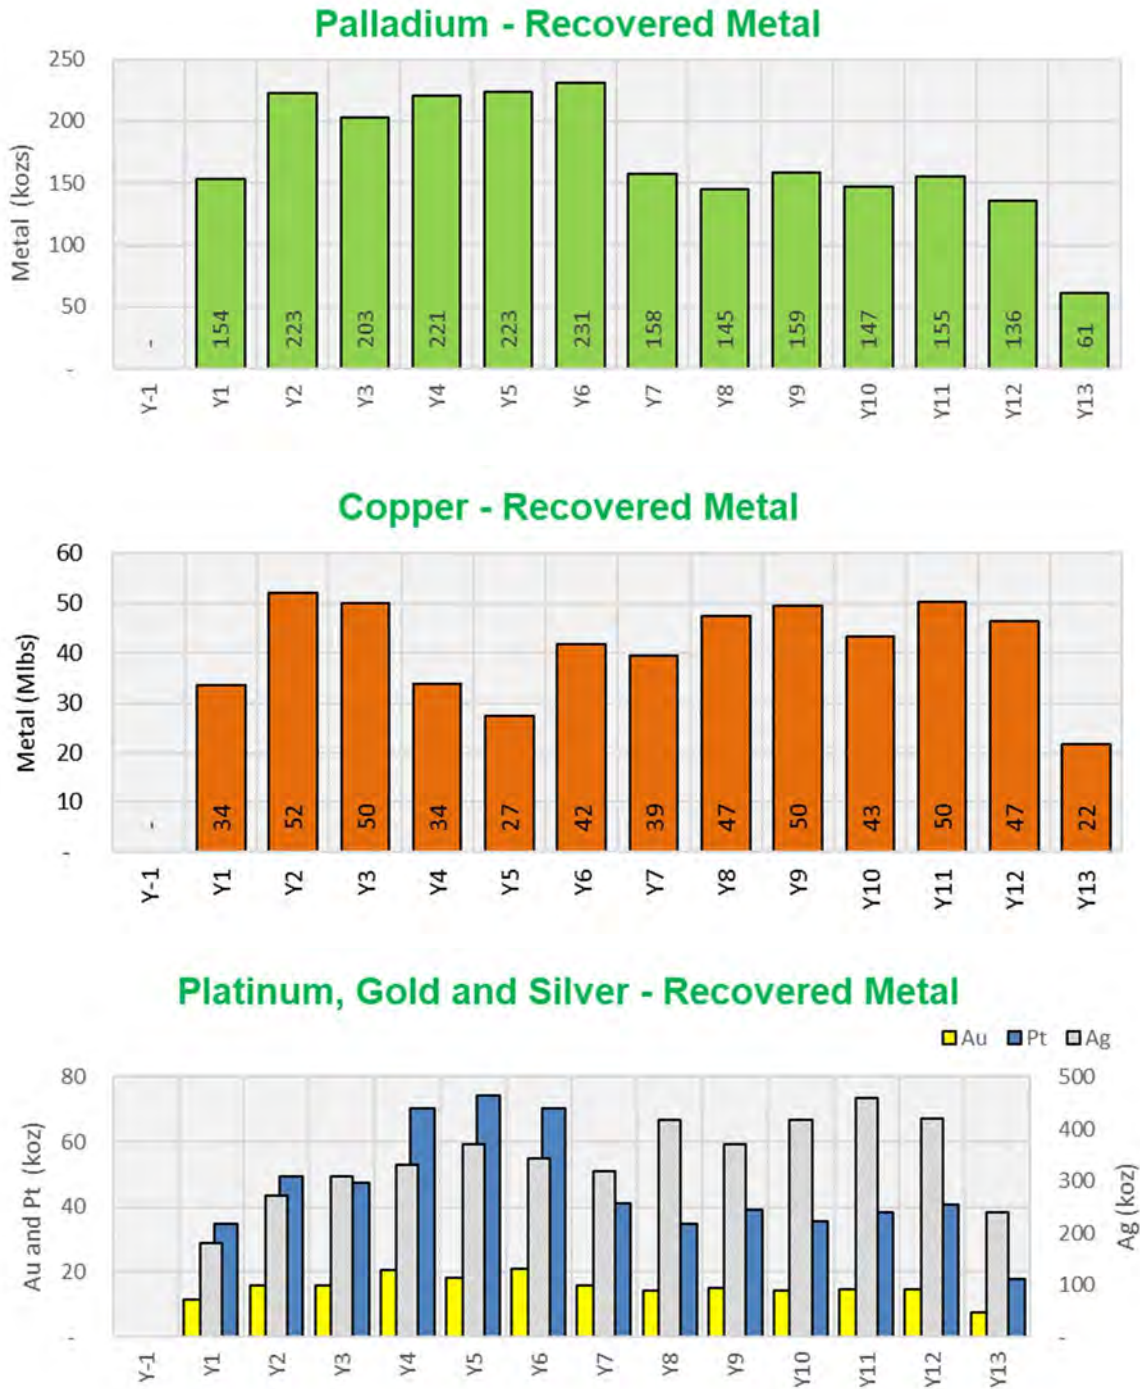 Palladium - Recovered Metal
250
200
150
100
50
-
Metal (kozs)
- 154 223 203 221 223 231 158 145 159 147 155 136 61
Y-1 Y1 Y2 Y3 Y4 Y5 Y6 Y7 Y8 Y9 Y10 Y11 Y12 Y13
Copper - Recovered Metal
60
50
40
30
20
10
-
Metal (Mlbs)
- 34 52 50 34 27 42 39 47 50 43 50 47 22
Y-1 Y1 Y2 Y3 Y4 Y5 Y6 Y7 Y8 Y9 Y10 Y11 Y12 Y13
Platinum, Gold and Silver - Recovered Metal
Au Pt Ag
80
60
40
20
-
Au and Pt (koz)
500
400
300
200
100
-
Ag (koz)
Y-1 Y1 Y2 Y3 Y4 Y5 Y6 Y7 Y8 Y9 Y10 Y11 Y12 Y13